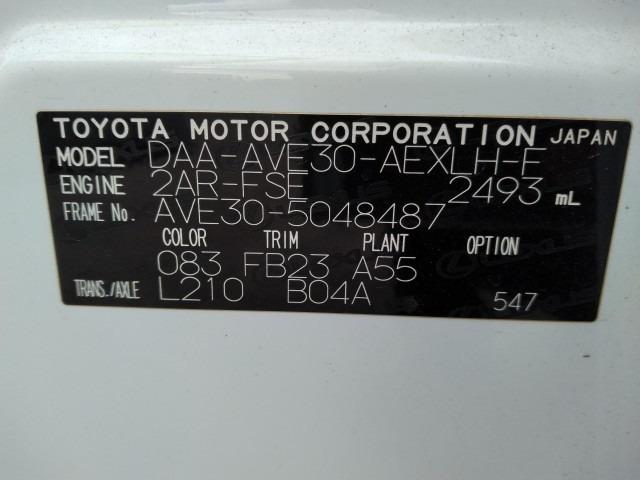 TOYOTA MOTOR CORPORATION JAPAN
MODEL DAA-AVE30-AEXLH-F
ENGINE 2AR-FSE 2493 mL
FRAME No. AVE30-5048487
COLOR TRIM PLANT OPTION
083 FB23 A55
TRANS./AXLE L210 B04A 547